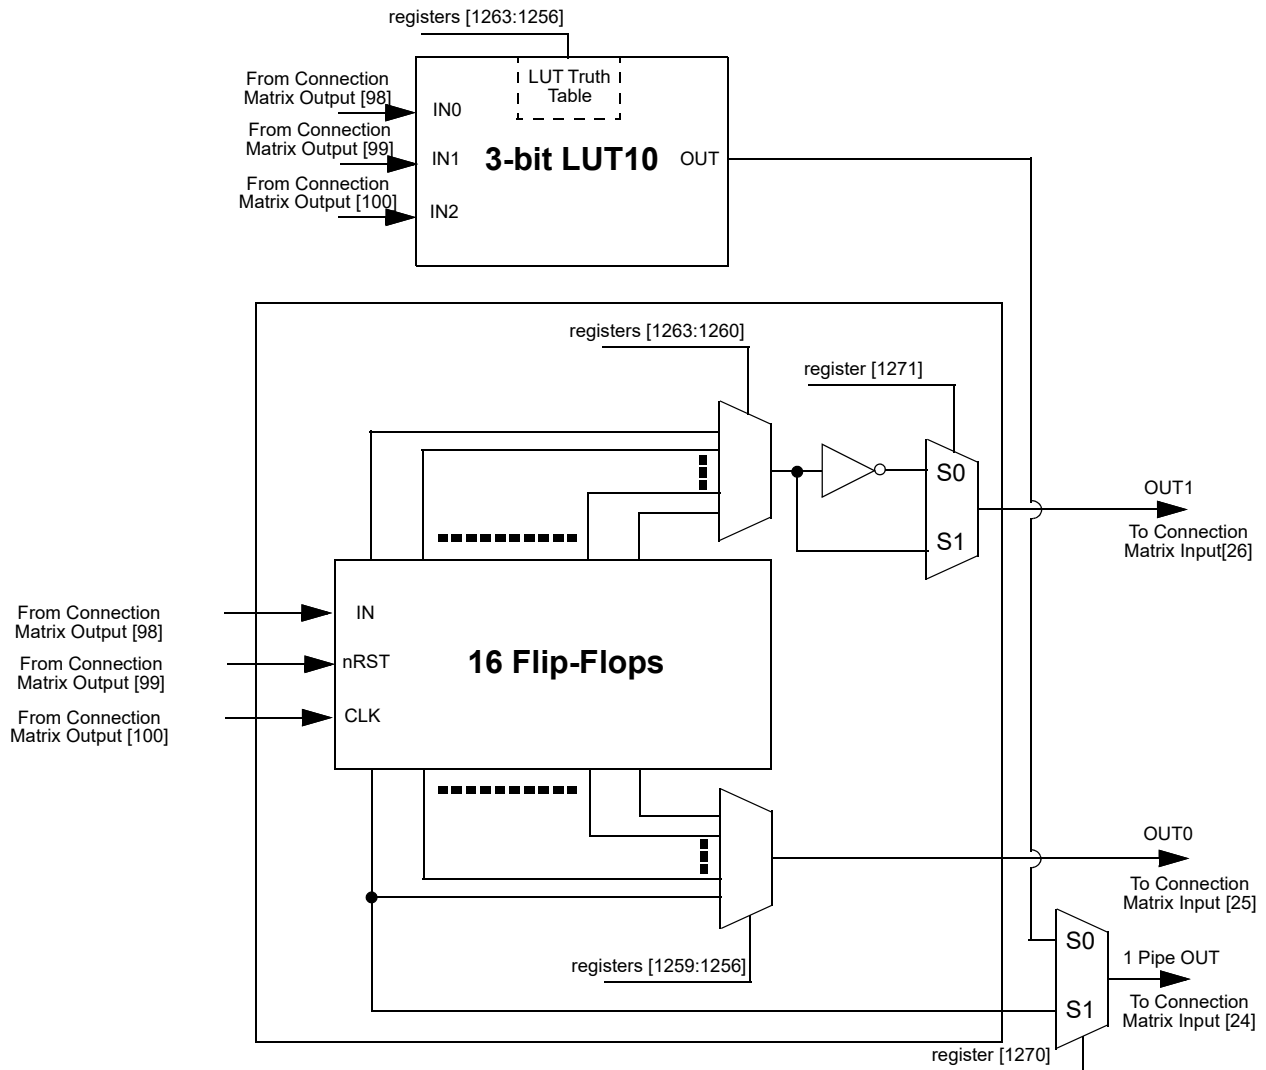 registers [1263:1256]
LUT Truth
Table
From Connection
Matrix Output [98]
IN0
From Connection
Matrix Output [99]
IN1
3-bit LUT10
OUT
From Connection
Matrix Output [100]
IN2
registers [1263:1260]
register [1271]
S0
S1
OUT1
To Connection
Matrix Input[26]
From Connection
Matrix Output [98]
IN
From Connection
Matrix Output [99]
nRST
16 Flip-Flops
From Connection
Matrix Output [100]
CLK
OUT0
To Connection
Matrix Input [25]
registers [1259:1256]
S0
S1
1 Pipe OUT
To Connection
Matrix Input [24]
register [1270]